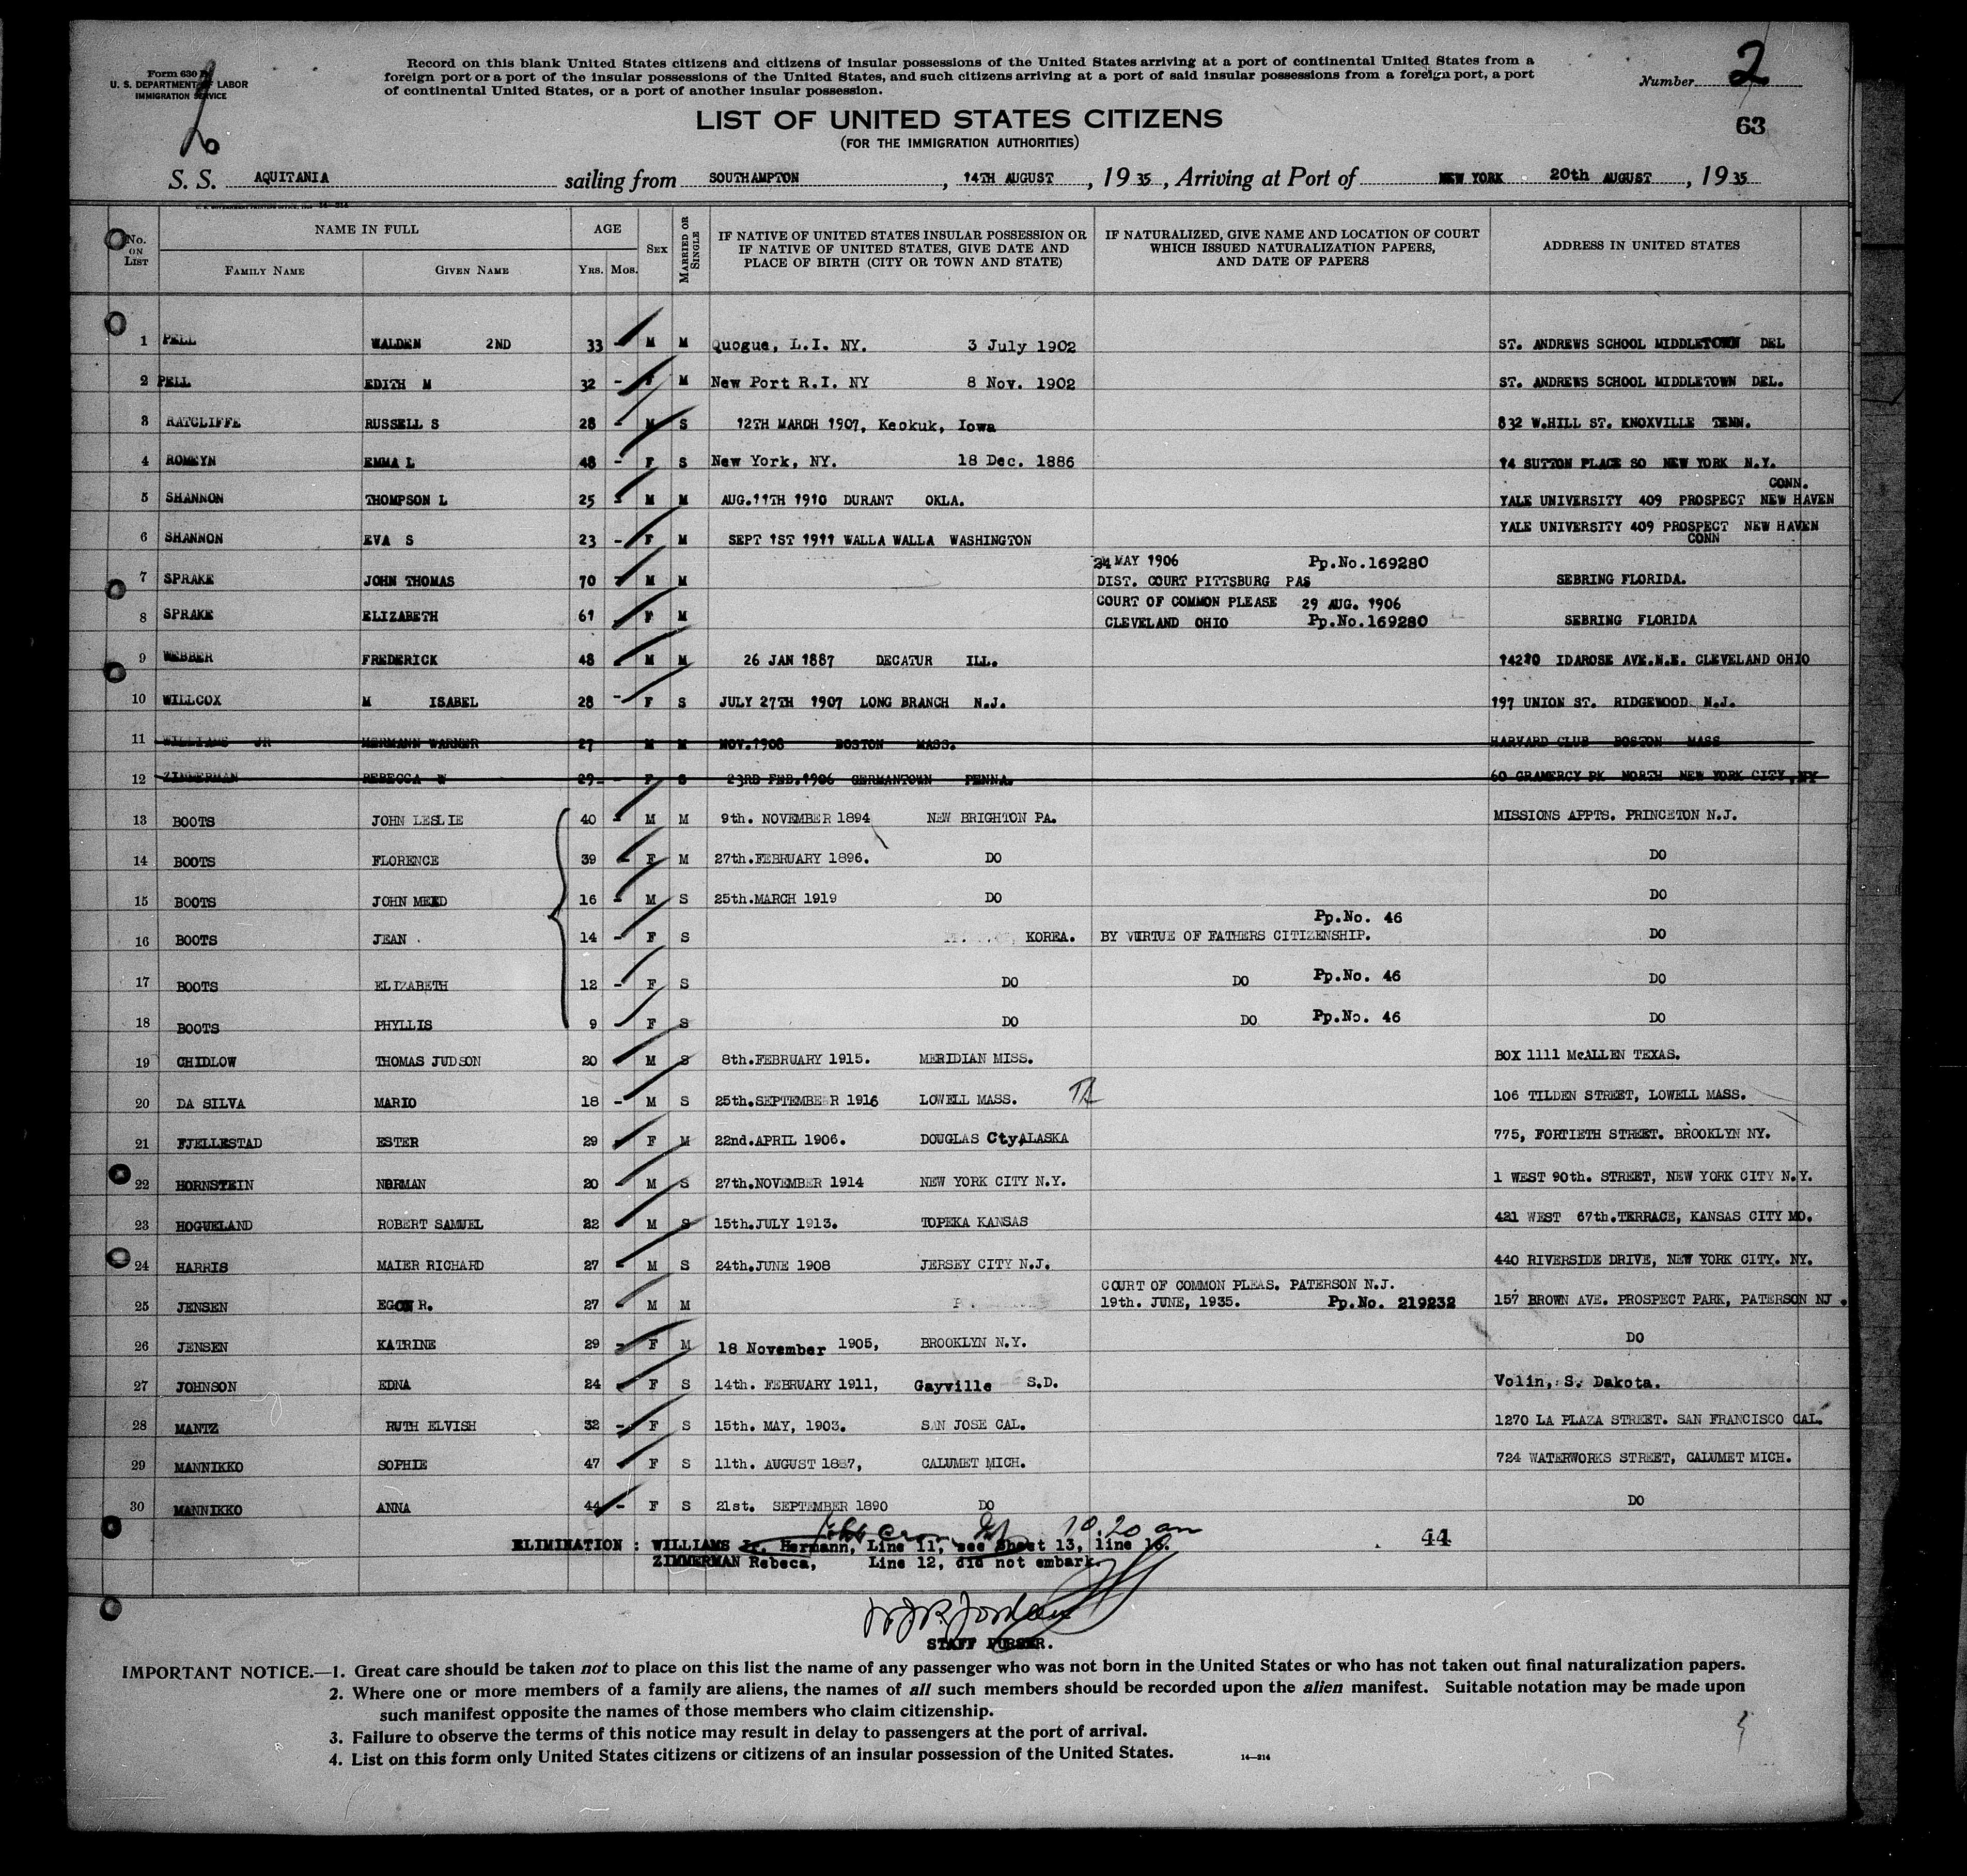 Form 630 B
U. S. DEPARTMENT OF LABOR
IMMIGRATION SERVICE
Record on this blank United States citizens and citizens of insular possessions of the United States arriving at a port of continental United States from a
foreign port or a port of the insular possessions of the United States, and such citizens arriving at a port of said insular possessions from a foreign port, a port
of continental United States, or a port of another insular possession.
Number 2
63
LIST OF UNITED STATES CITIZENS
(FOR THE IMMIGRATION AUTHORITIES)
S. S. AQUITANIA sailing from SOUTHAMPTON, 14TH AUGUST, 1935, Arriving at Port of NEW YORK 20th AUGUST, 1935
No. ON LIST
NAME IN FULL
FAMILY NAME GIVEN NAME
AGE
YRS. MOS.
SEX
MARRIED OR SINGLE
IF NATIVE OF UNITED STATES INSULAR POSSESSION OR
IF NATIVE OF UNITED STATES, GIVE DATE AND
PLACE OF BIRTH (CITY OR TOWN AND STATE)
IF NATURALIZED, GIVE NAME AND LOCATION OF COURT
WHICH ISSUED NATURALIZATION PAPERS,
AND DATE OF PAPERS
ADDRESS IN UNITED STATES
1 PELL WALDEN 2ND 33 - M M Quogue, L.I. NY. 3 July 1902 ST. ANDREWS SCHOOL MIDDLETOWN DEL
2 PELL EDITH M 32 - F M New Port R.I. NY 8 Nov. 1902 ST. ANDREWS SCHOOL MIDDLETOWN DEL.
3 RATCLIFFE RUSSELL S 28 - M S 12TH MARCH 1907, Keokuk, Iowa 832 W.HILL ST. KNOXVILLE TENN.
4 ROMEYN EMMA L 48 - F S New York, NY. 18 Dec. 1886 14 SUTTON PLACE SO NEW YORK N.Y.
CONN.
5 SHANNON THOMPSON L 25 - M M AUG.11TH 1910 DURANT OKLA. YALE UNIVERSITY 409 PROSPECT NEW HAVEN
YALE UNIVERSITY 409 PROSPECT NEW HAVEN
6 SHANNON EVA S 23 - F M SEPT 1ST 1911 WALLA WALLA WASHINGTON CONN
24 MAY 1906 Pp.No.169280
7 SPRAKE JOHN THOMAS 70 - M M DIST. COURT PITTSBURG PAS SEBRING FLORIDA.
COURT OF COMMON PLEASE 29 AUG. 1906
8 SPRAKE ELIZABETH 61 - F M CLEVELAND OHIO Pp.No.169280 SEBRING FLORIDA
9 WEBBER FREDERICK 48 - M M 26 JAN 1887 DECATUR ILL. 14210 IDAROSE AVE.N.E. CLEVELAND OHIO
10 WILLCOX M ISABEL 28 - F S JULY 27TH 1907 LONG BRANCH N.J. 197 UNION ST. RIDGEWOOD N.J.
11 WILLIAMS JR HERMANN WARNER 27 M M NOV.1908 BOSTON MASS. HARVARD CLUB BOSTON MASS
12 ZIMMERMAN REBECCA W 29 - F S 23RD FEB.1906 GERMANTOWN PENNA. 60 GRAMERCY PK NORTH NEW YORK CITY,NY
13 BOOTS JOHN LESLIE 40 - M M 9th. NOVEMBER 1894 NEW BRIGHTON PA. MISSIONS APPTS. PRINCETON N.J.
14 BOOTS FLORENCE 39 - F M 27th.FEBRUARY 1896. DO DO
15 BOOTS JOHN MEED 16 - M S 25th.MARCH 1919 DO DO
Pp.No. 46
16 BOOTS JEAN 14 - F S KOREA. BY VIRTUE OF FATHERS CITIZENSHIP. DO
17 BOOTS ELIZABETH 12 - F S DO DO Pp.No. 46 DO
18 BOOTS PHYLLIS 9 F S DO DO Pp.No. 46 DO
19 CHIDLOW THOMAS JUDSON 20 - M S 8th.FEBRUARY 1915. MERIDIAN MISS. BOX 1111 McALLEN TEXAS.
20 DA SILVA MARIO 18 - M S 25th.SEPTEMBER 1916 LOWELL MASS. 106 TILDEN STREET, LOWELL MASS.
21 FJELLESTAD ESTER 29 - F M 22nd.APRIL 1906. DOUGLAS Cty ALASKA 775, FORTIETH STREET. BROOKLYN NY.
22 HORNSTEIN NORMAN 20 - M S 27th.NOVEMBER 1914 NEW YORK CITY N.Y. 1 WEST 90th. STREET, NEW YORK CITY N.Y.
23 HOGUELAND ROBERT SAMUEL 22 - M S 15th.JULY 1913. TOPEKA KANSAS 421 WEST 67th.TERRACE, KANSAS CITY MO.
24 HARRIS MAIER RICHARD 27 - M S 24th.JUNE 1908 JERSEY CITY N.J. 440 RIVERSIDE DRIVE, NEW YORK CITY. NY.
COURT OF COMMON PLEAS. PATERSON N.J.
25 JENSEN EGON R. 27 - M M 19th. JUNE, 1935. Pp.No. 219232 157 BROWN AVE. PROSPECT PARK, PATERSON NJ.
26 JENSEN KATRINE 29 - F M 18 November 1905, BROOKLYN N.Y. DO
27 JOHNSON EDNA 24 - F S 14th. FEBRUARY 1911, Gayville S.D. Volin, S. Dakota.
28 MANTZ RUTH ELVISH 32 - F S 15th. MAY, 1903. SAN JOSE CAL. 1270 LA PLAZA STREET. SAN FRANCISCO CAL.
29 MANNIKKO SOPHIE 47 - F S 11th. AUGUST 1887, CALUMET MICH. 724 WATERWORKS STREET, CALUMET MICH.
30 MANNIKKO ANNA 44 - F S 21st. SEPTEMBER 1890 DO DO
10.20 am
ELIMINATION : WILLIAMS Jr. Hermann, Line 11, see Sheet 13, line 16. 44
ZIMMERMAN Rebeca, Line 12, did not embark.
Jordan
STAFF PURSER.
IMPORTANT NOTICE.—1. Great care should be taken not to place on this list the name of any passenger who was not born in the United States or who has not taken out final naturalization papers.
2. Where one or more members of a family are aliens, the names of all such members should be recorded upon the alien manifest. Suitable notation may be made upon
such manifest opposite the names of those members who claim citizenship.
3. Failure to observe the terms of this notice may result in delay to passengers at the port of arrival.
4. List on this form only United States citizens or citizens of an insular possession of the United States.
14—214